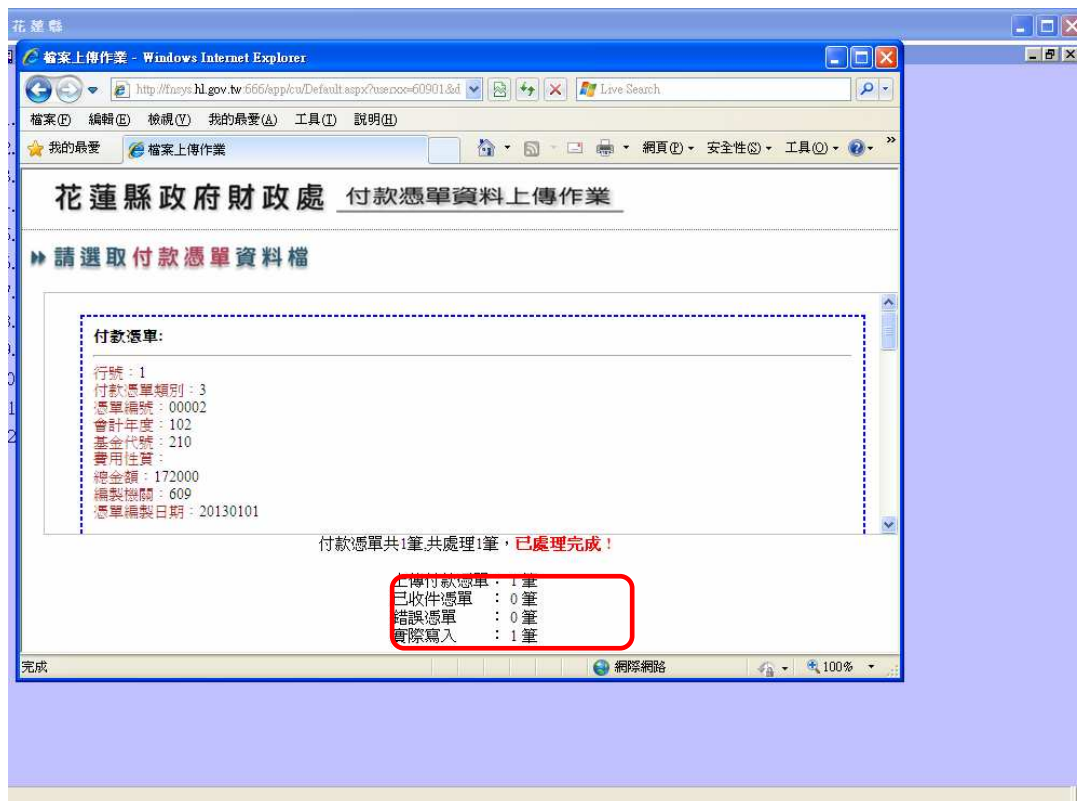 花蓮縣
檔案上傳作業 - Windows Internet Explorer
http://fnsys.hl.gov.tw:666/app/cu/Default.aspx?userxx=60901&d
Live Search
檔案(F) 編輯(E) 檢視(V) 我的最愛(A) 工具(T) 說明(H)
我的最愛 檔案上傳作業 網頁(P) 安全性(S) 工具(O)
花蓮縣政府財政處 付款憑單資料上傳作業
請選取付款憑單資料檔
付款憑單:
行號：1
付款憑單類別：3
憑單編號：00002
會計年度：102
基金代號：210
費用性質：
總金額：172000
編製機關：609
憑單編製日期：20130101
付款憑單共1筆,共處理1筆，已處理完成！
上傳付款憑單：1筆
已收件憑單 ：0筆
錯誤憑單 ：0筆
實際寫入 ：1筆
完成 網際網路 100%